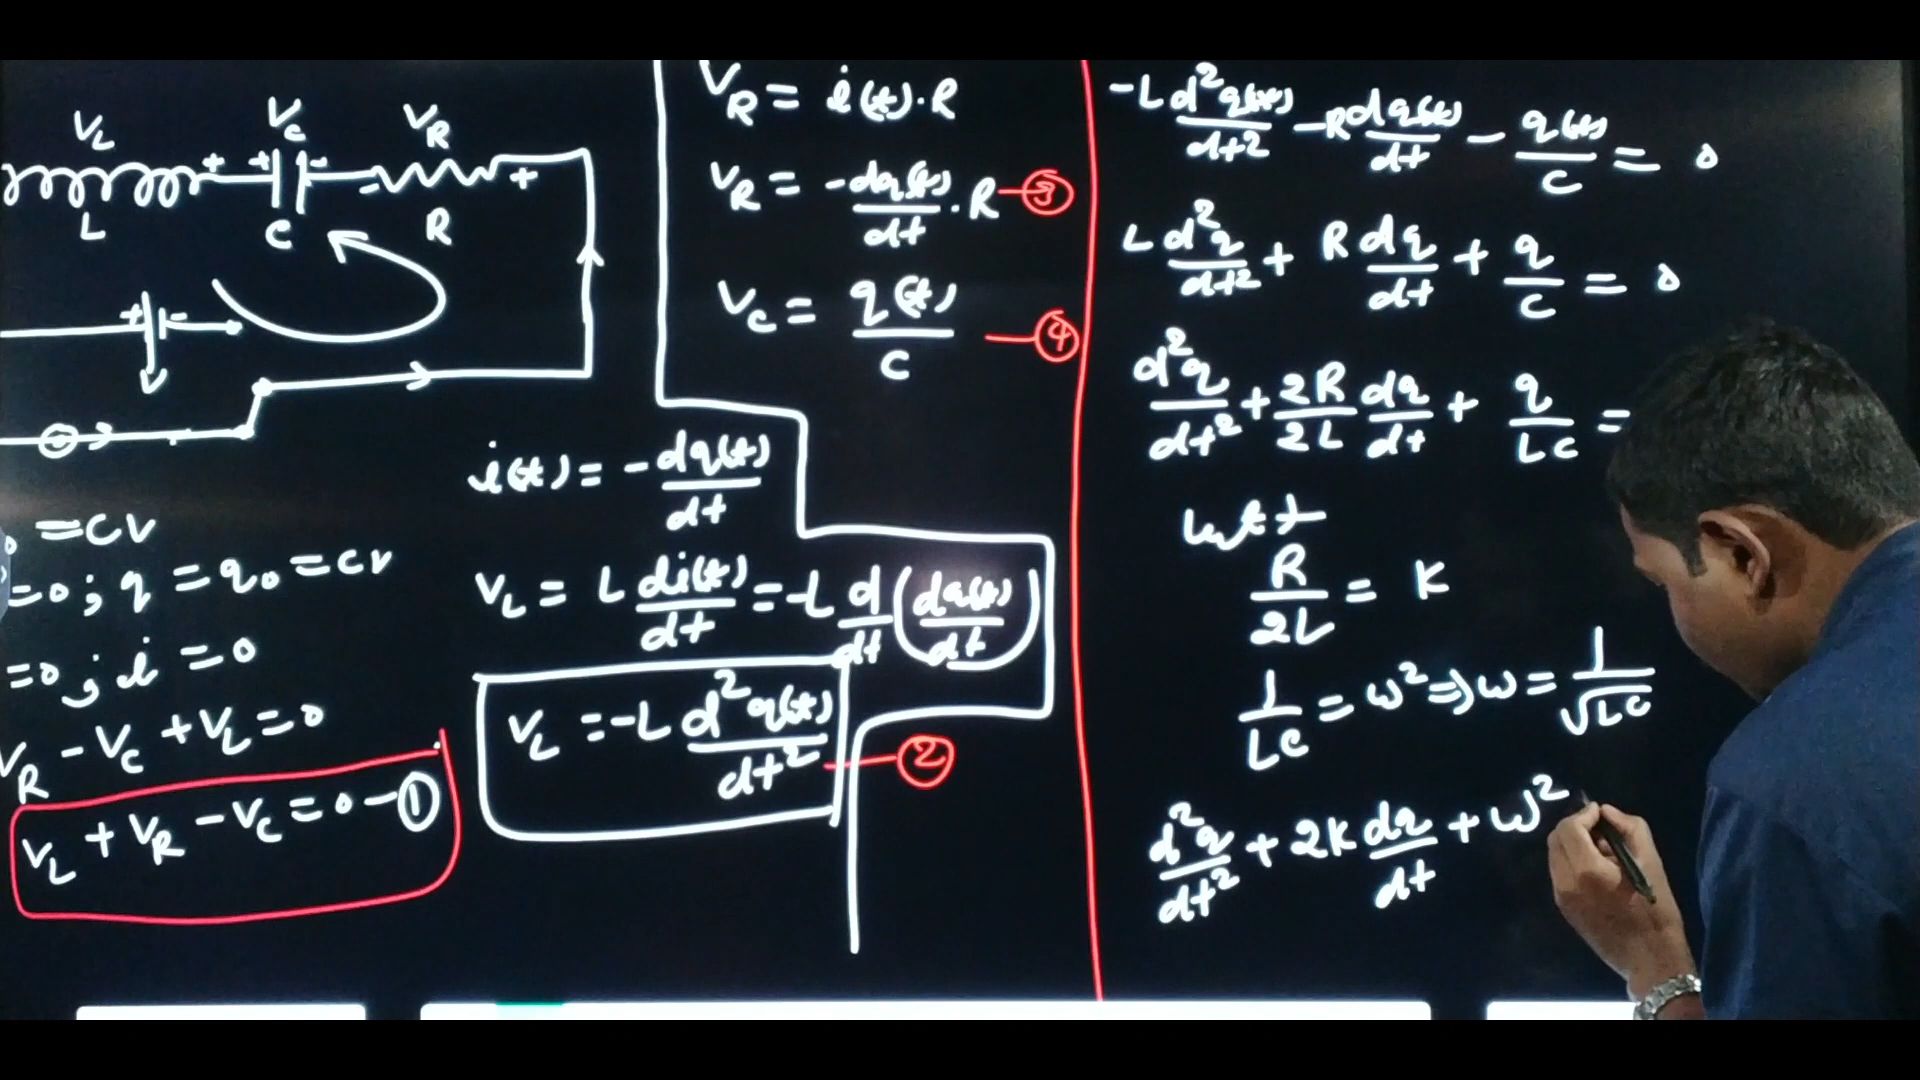 V_L V_C V_R
+ + - - +
L C R
+ -
V
= CV
=0 ; q = q₀ = CV
=0 ; i = 0
V_R - V_C + V_L = 0
V_L + V_R - V_C = 0 — ①
i(t) = -dq(t)/dt
V_L = L di(t)/dt = -L d/dt (dq(t)/dt)
V_L = -L d²q(t)/dt² — ②
V_R = i(t)·R
V_R = -dq(t)/dt · R — ③
V_C = q(t)/C — ④
-L d²q(t)/dt² - R dq(t)/dt - q(t)/C = 0
L d²q/dt² + R dq/dt + q/C = 0
d²q/dt² + 2R/2L dq/dt + q/LC =
R/2L = K
1/LC = ω² ⇒ ω = 1/√LC
d²q/dt² + 2K dq/dt + ω²